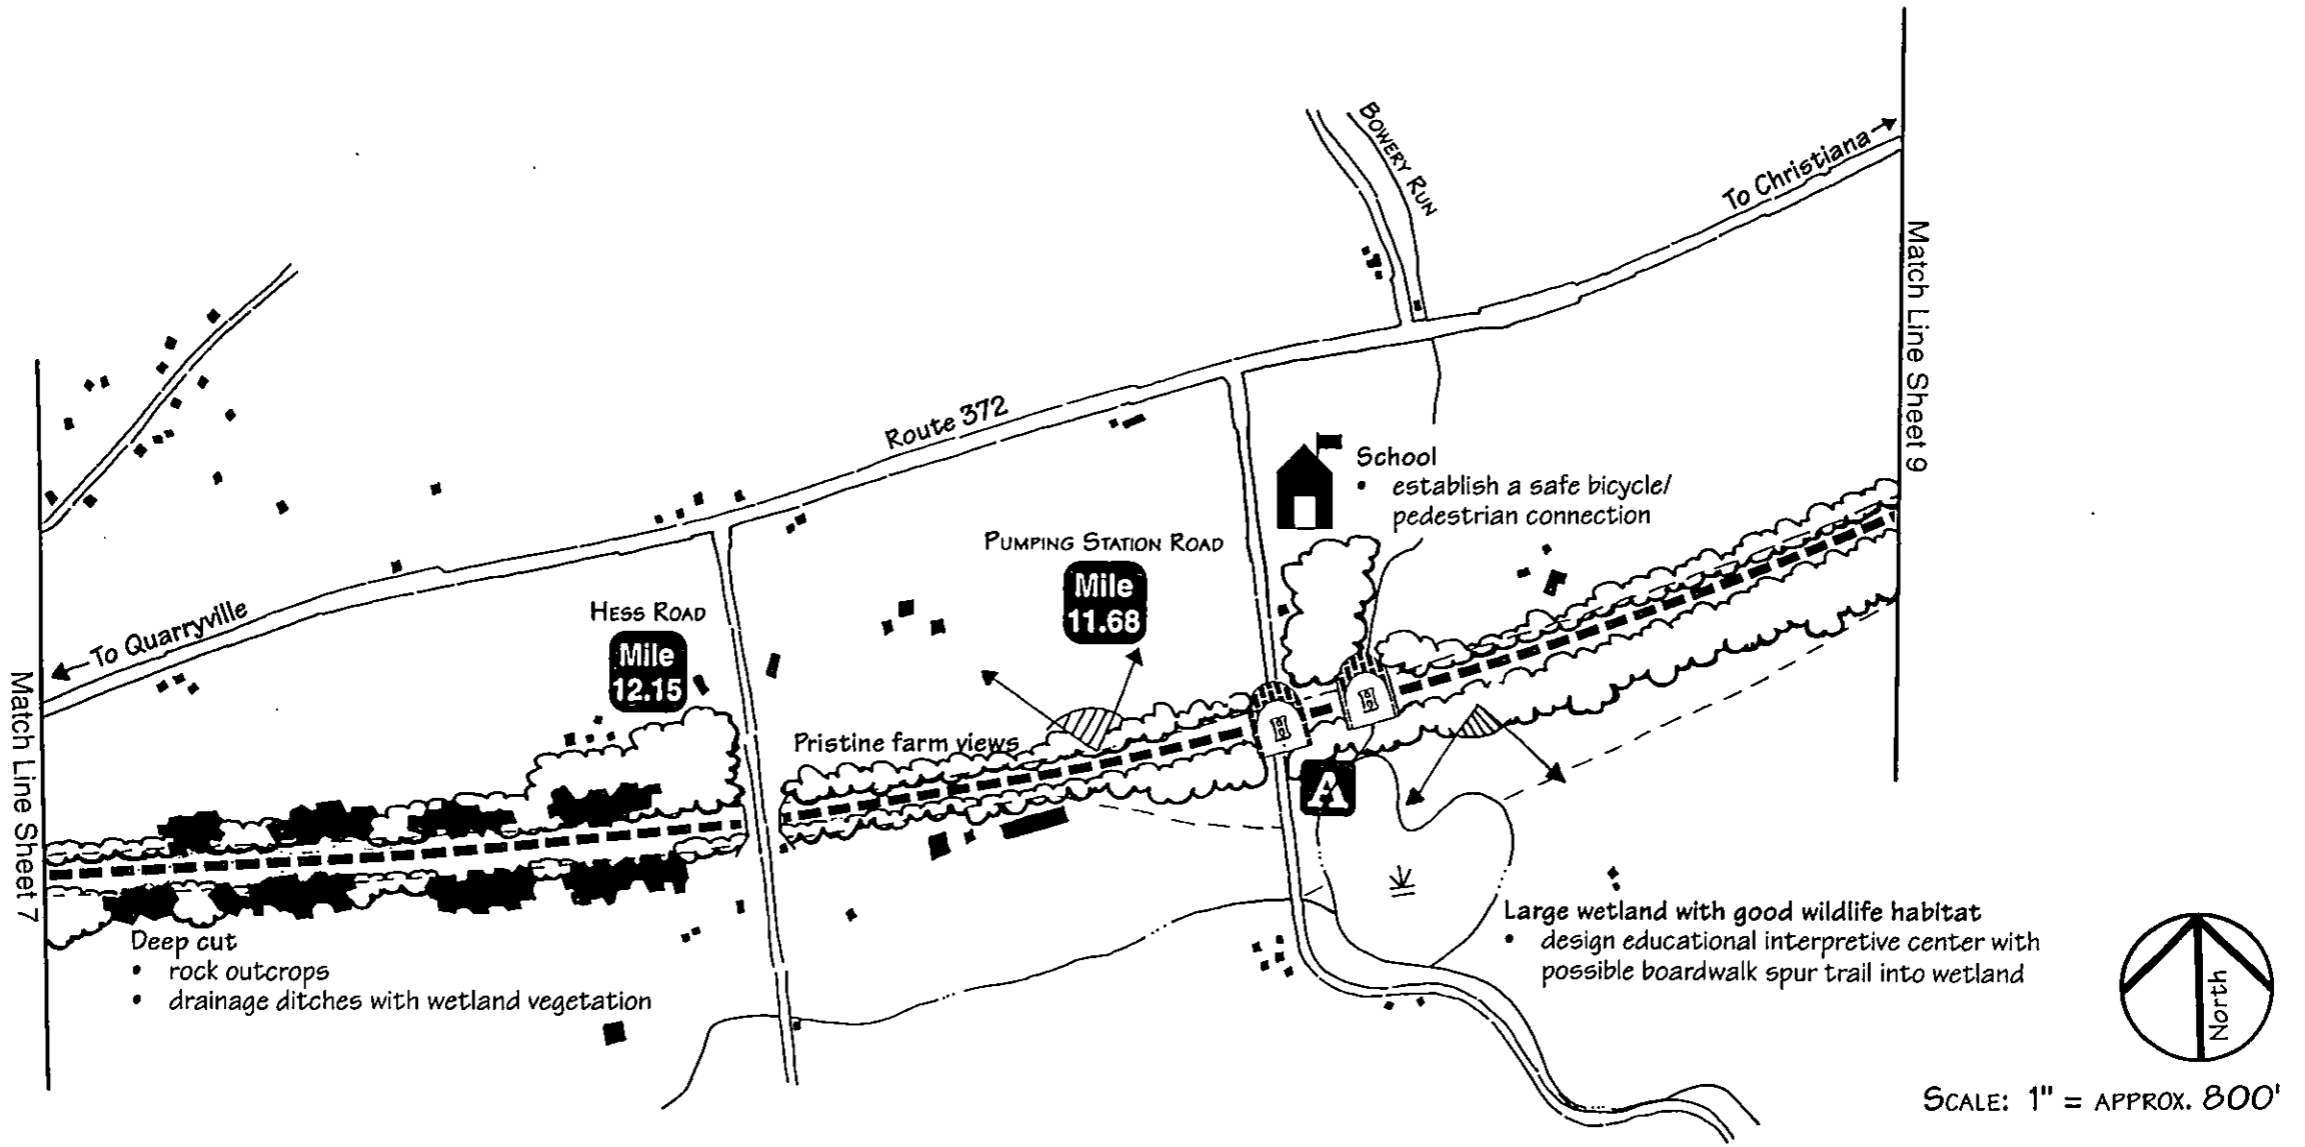 BOWERY RUN
To Christiana
Match Line Sheet 9
Route 372
School
• establish a safe bicycle/
pedestrian connection
PUMPING STATION ROAD
Mile
11.68
HESS ROAD
Mile
12.15
To Quarryville
Match Line Sheet 7
Pristine farm views
A
Large wetland with good wildlife habitat
• design educational interpretive center with
possible boardwalk spur trail into wetland
Deep cut
• rock outcrops
• drainage ditches with wetland vegetation
North
SCALE: 1" = APPROX. 800'